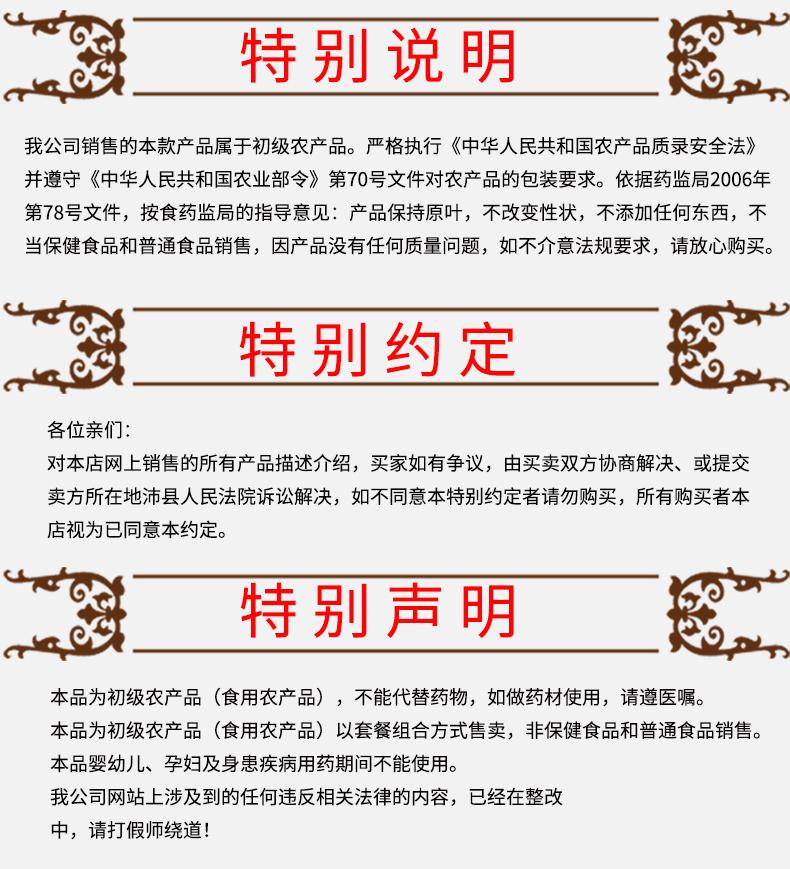 特别说明
我公司销售的本款产品属于初级农产品。严格执行《中华人民共和国农产品质录安全法》
并遵守《中华人民共和国农业部令》第70号文件对农产品的包装要求。依据药监局2006年
第78号文件，按食药监局的指导意见：产品保持原叶，不改变性状，不添加任何东西，不
当保健食品和普通食品销售，因产品没有任何质量问题，如不介意法规要求，请放心购买。
特别约定
各位亲们：
对本店网上销售的所有产品描述介绍，买家如有争议，由买卖双方协商解决、或提交
卖方所在地沛县人民法院诉讼解决，如不同意本特别约定者请勿购买，所有购买者本
店视为已同意本约定。
特别声明
本品为初级农产品（食用农产品），不能代替药物，如做药材使用，请遵医嘱。
本品为初级农产品（食用农产品）以套餐组合方式售卖，非保健食品和普通食品销售。
本品婴幼儿、孕妇及身患疾病用药期间不能使用。
我公司网站上涉及到的任何违反相关法律的内容，已经在整改
中，请打假师绕道！